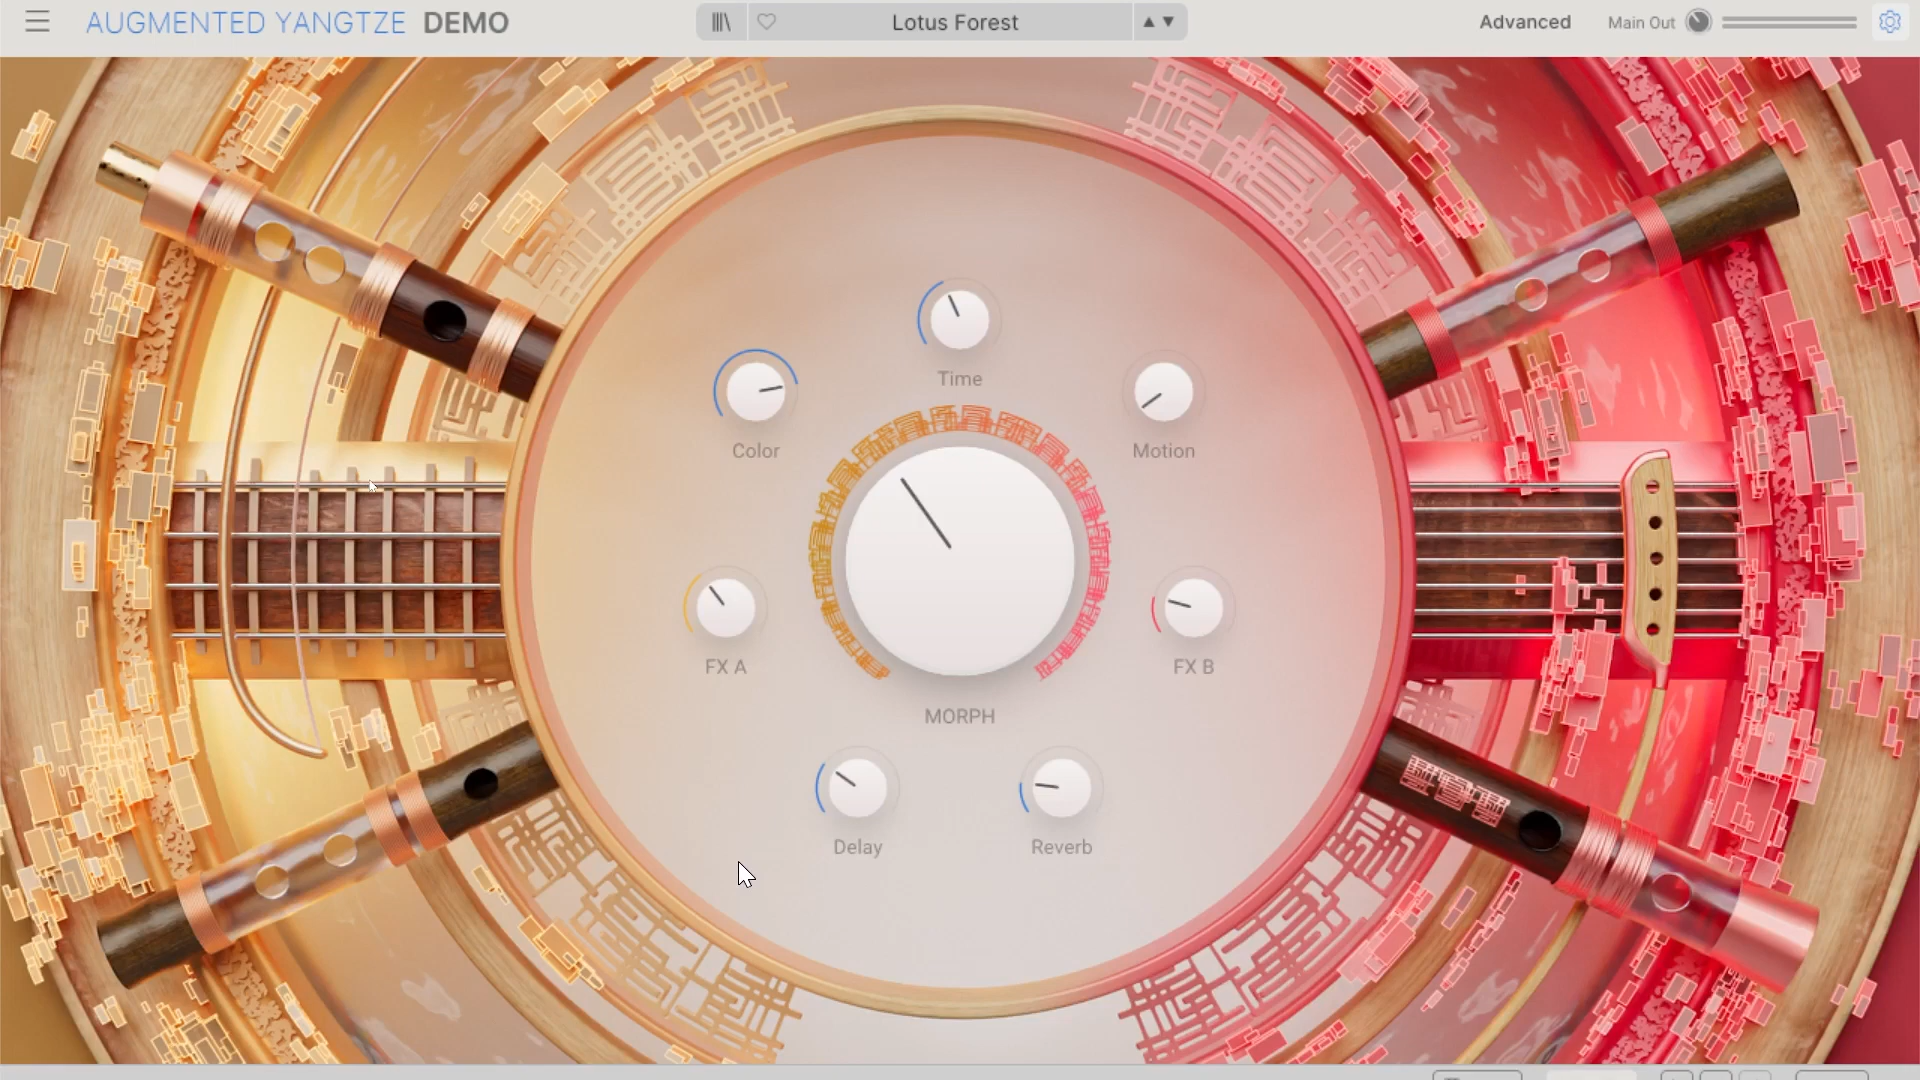 AUGMENTED YANGTZE DEMO
Lotus Forest
Advanced
Main Out
Time
Color
Motion
FX A
FX B
MORPH
Delay
Reverb